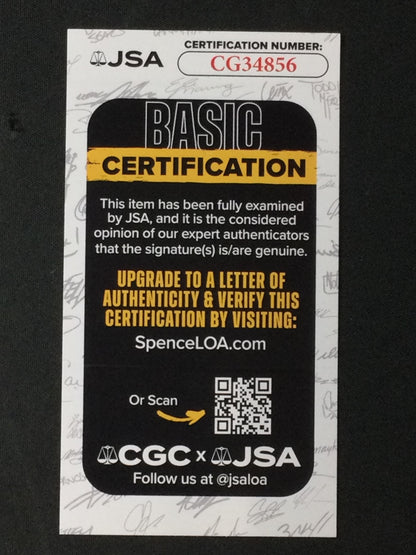 JSA
CERTIFICATION NUMBER:
CG34856
BASIC
CERTIFICATION
This item has been fully examined
by JSA, and it is the considered
opinion of our expert authenticators
that the signature(s) is/are genuine.
UPGRADE TO A LETTER OF
AUTHENTICITY & VERIFY THIS
CERTIFICATION BY VISITING:
SpenceLOA.com
Or Scan
CGC x JSA
Follow us at @jsaloa